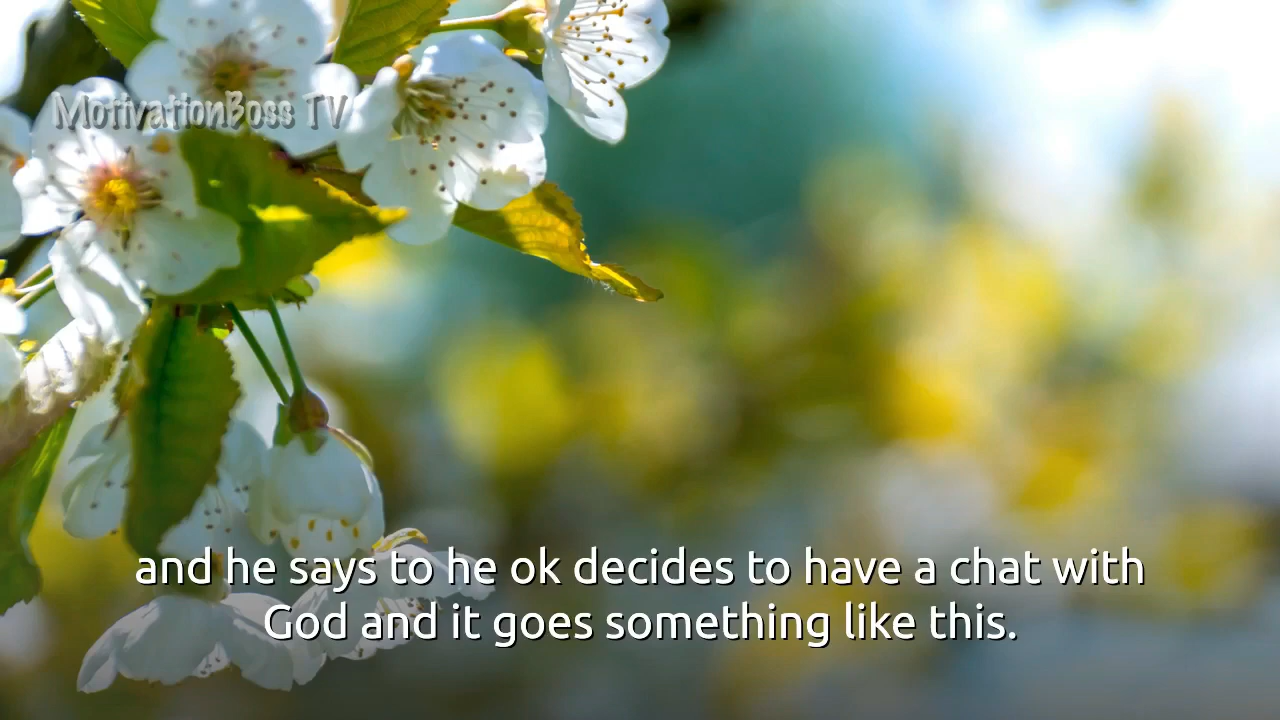 MotivationBoss TV
and he says to he ok decides to have a chat with
God and it goes something like this.